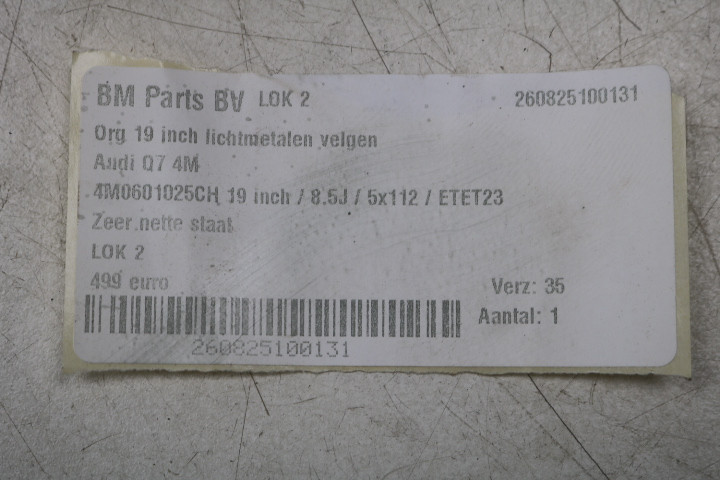 BM Parts BV LOK 2 260825100131
Org 19 inch lichtmetalen velgen
Audi Q7 4M
4M0601025CH 19 inch / 8.5J / 5x112 / ETET23
Zeer nette staat
LOK 2
499 euro Verz: 35
Aantal: 1
260825100131